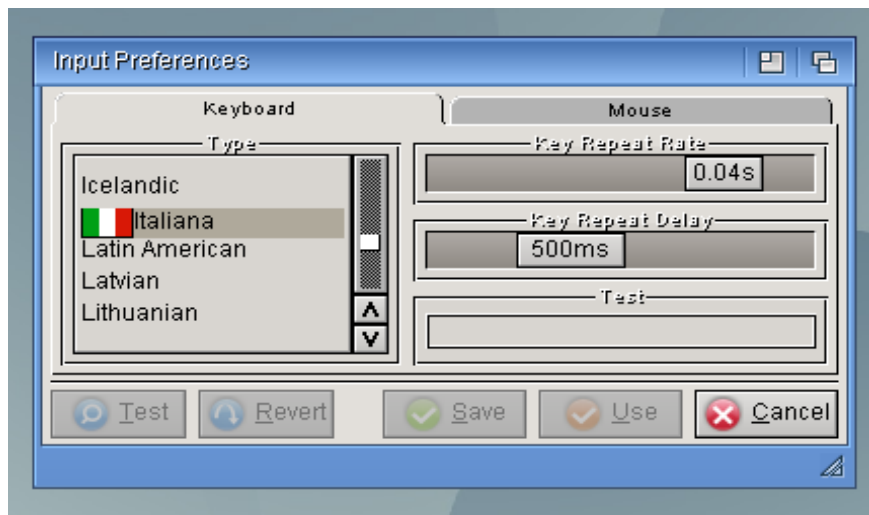 Input Preferences
Keyboard
Mouse
Type
Icelandic
Italiana
Latin American
Latvian
Lithuanian
Key Repeat Rate
0.04s
Key Repeat Delay
500ms
Test
Test
Revert
Save
Use
Cancel